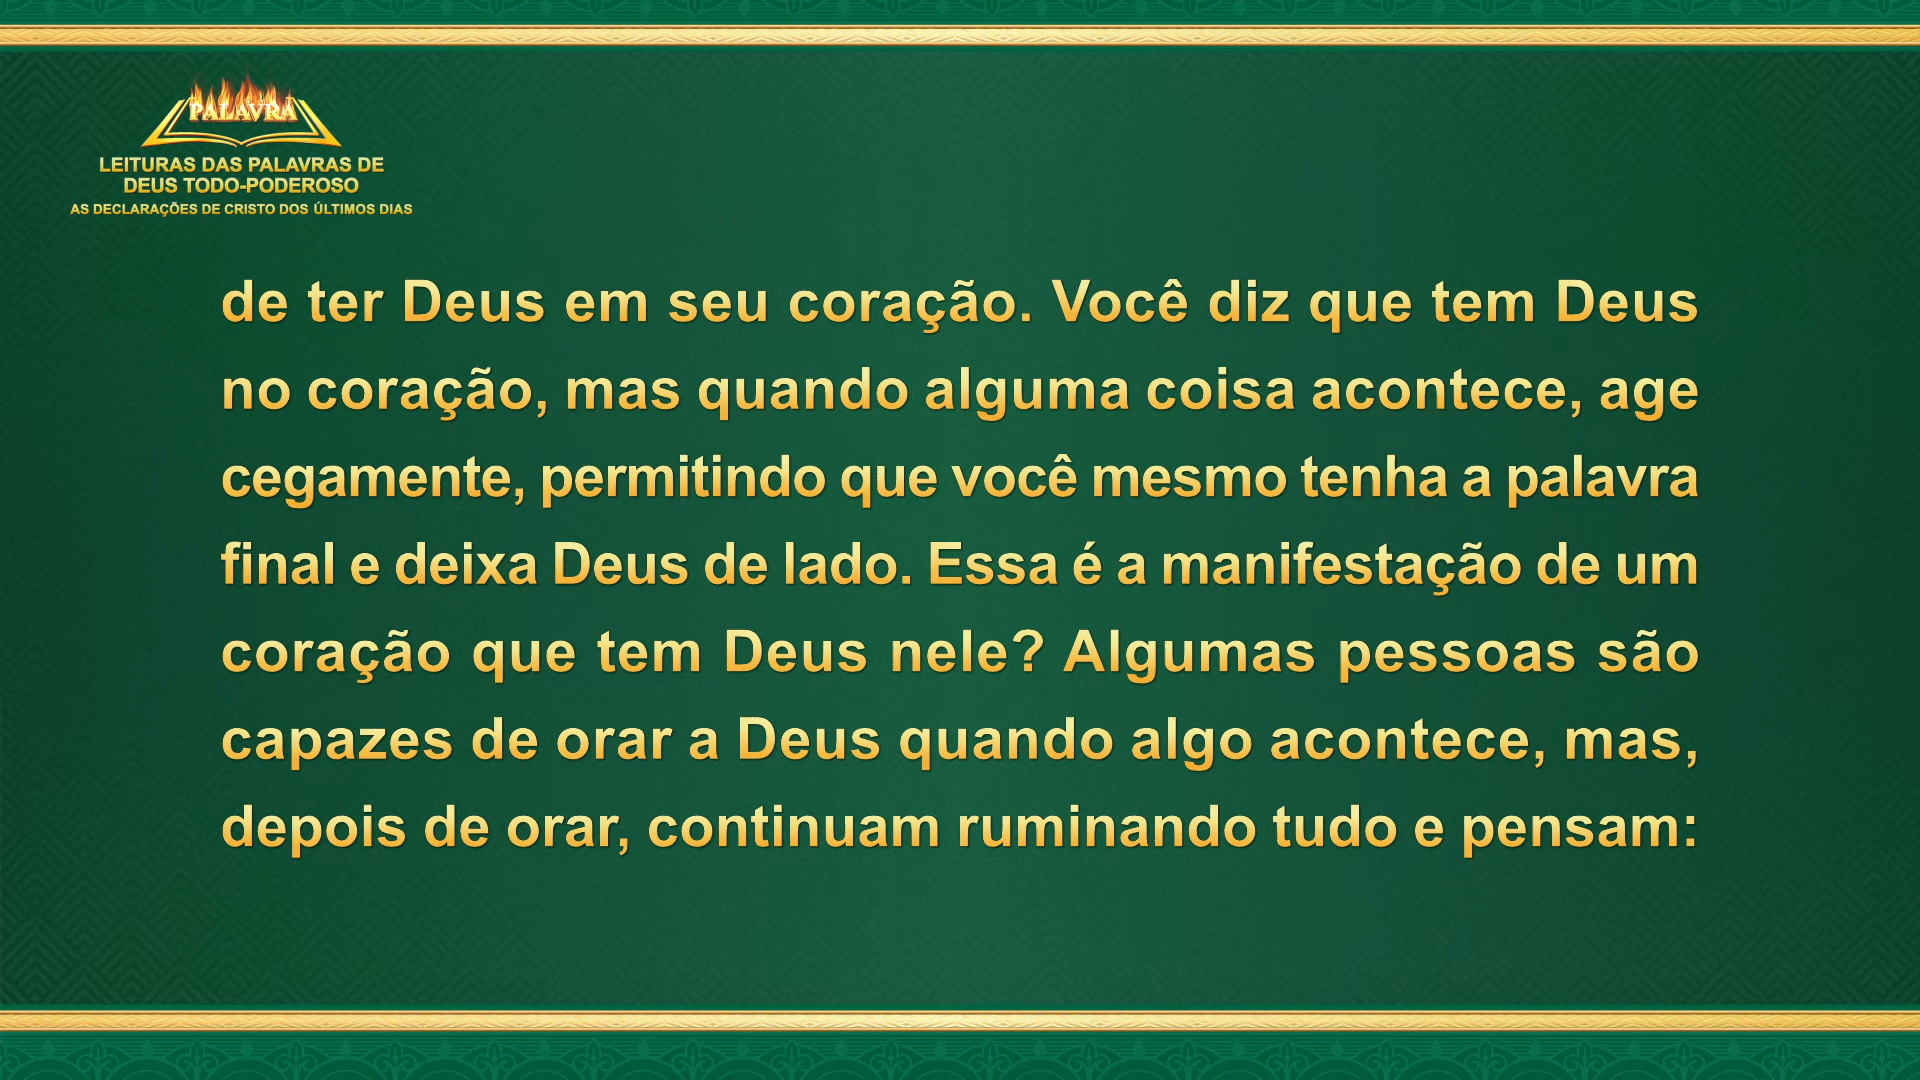 PALAVRA
LEITURAS DAS PALAVRAS DE
DEUS TODO-PODEROSO
AS DECLARAÇÕES DE CRISTO DOS ÚLTIMOS DIAS
de ter Deus em seu coração. Você diz que tem Deus
no coração, mas quando alguma coisa acontece, age
cegamente, permitindo que você mesmo tenha a palavra
final e deixa Deus de lado. Essa é a manifestação de um
coração que tem Deus nele? Algumas pessoas são
capazes de orar a Deus quando algo acontece, mas,
depois de orar, continuam ruminando tudo e pensam: